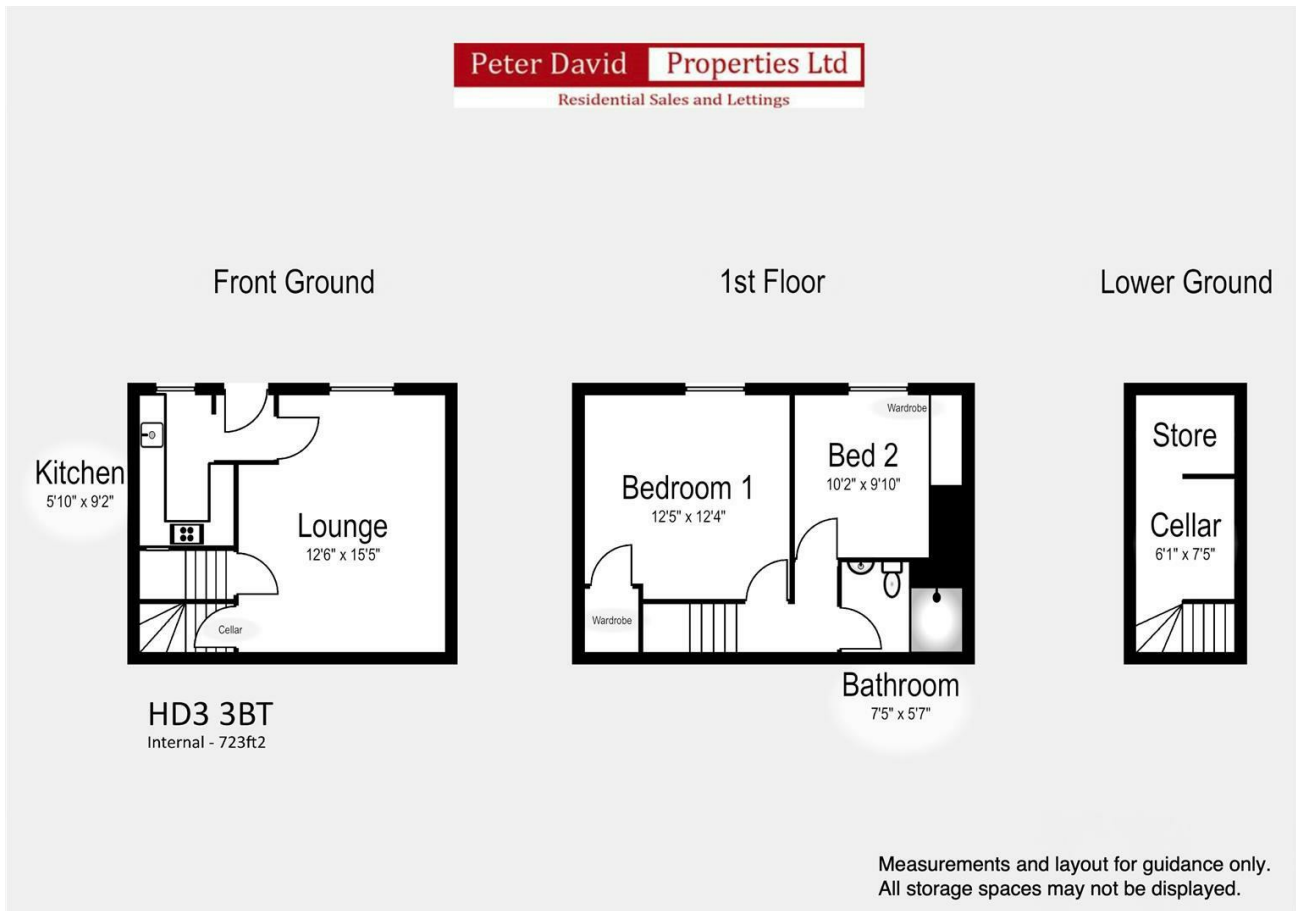 Peter David Properties Ltd
Residential Sales and Lettings
Front Ground
1st Floor
Lower Ground
Kitchen
5'10" x 9'2"
Lounge
12'6" x 15'5"
Cellar
Bedroom 1
12'5" x 12'4"
Wardrobe
Bed 2
10'2" x 9'10"
Wardrobe
Bathroom
7'5" x 5'7"
Store
Cellar
6'1" x 7'5"
HD3 3BT
Internal - 723ft2
Measurements and layout for guidance only.
All storage spaces may not be displayed.